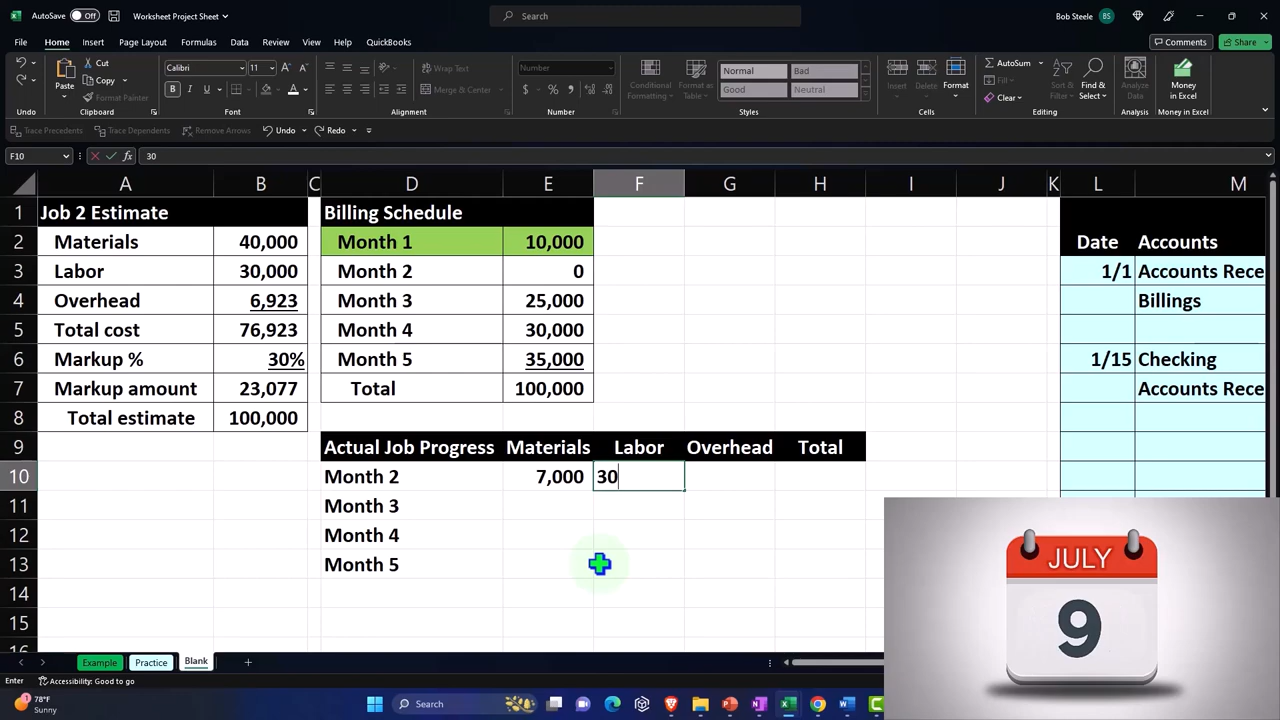 AutoSave Off Worksheet Project Sheet Search Bob Steele BS
File Home Insert Page Layout Formulas Data Review View Help QuickBooks Comments Share
Paste Cut Copy Format Painter Calibri 11 Wrap Text Merge & Center Number Conditional Formatting Format as Table Normal Bad Good Neutral Insert Delete Format AutoSum Clear Sort & Filter Find & Select Analyze Data Money in Excel
Undo Clipboard Font Alignment Number Styles Cells Editing Analysis Money in Excel
Trace Precedents Trace Dependents Remove Arrows Undo Redo
F10 fx 30
A B C D E F G H I J K L M
1 Job 2 Estimate Billing Schedule
2 Materials 40,000 Month 1 10,000 Date Accounts
3 Labor 30,000 Month 2 0 1/1 Accounts Rece
4 Overhead 6,923 Month 3 25,000 Billings
5 Total cost 76,923 Month 4 30,000
6 Markup % 30% Month 5 35,000 1/15 Checking
7 Markup amount 23,077 Total 100,000 Accounts Rece
8 Total estimate 100,000
9 Actual Job Progress Materials Labor Overhead Total
10 Month 2 7,000 30
11 Month 3
12 Month 4
13 Month 5
14
15
16
JULY
9
Example Practice Blank
Enter Accessibility: Good to go
78°F
Sunny
Search